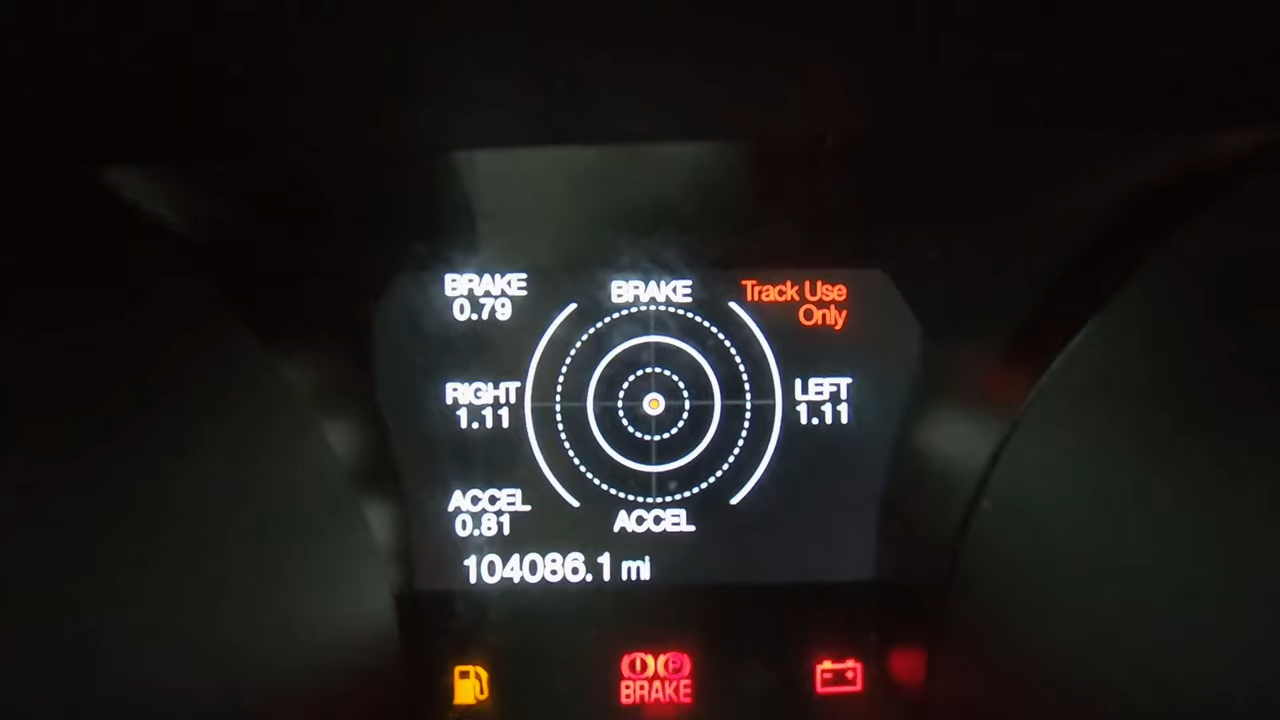 BRAKE
0.79
BRAKE
Track Use
Only
RIGHT
1.11
LEFT
1.11
ACCEL
0.81
ACCEL
104086.1 mi
BRAKE